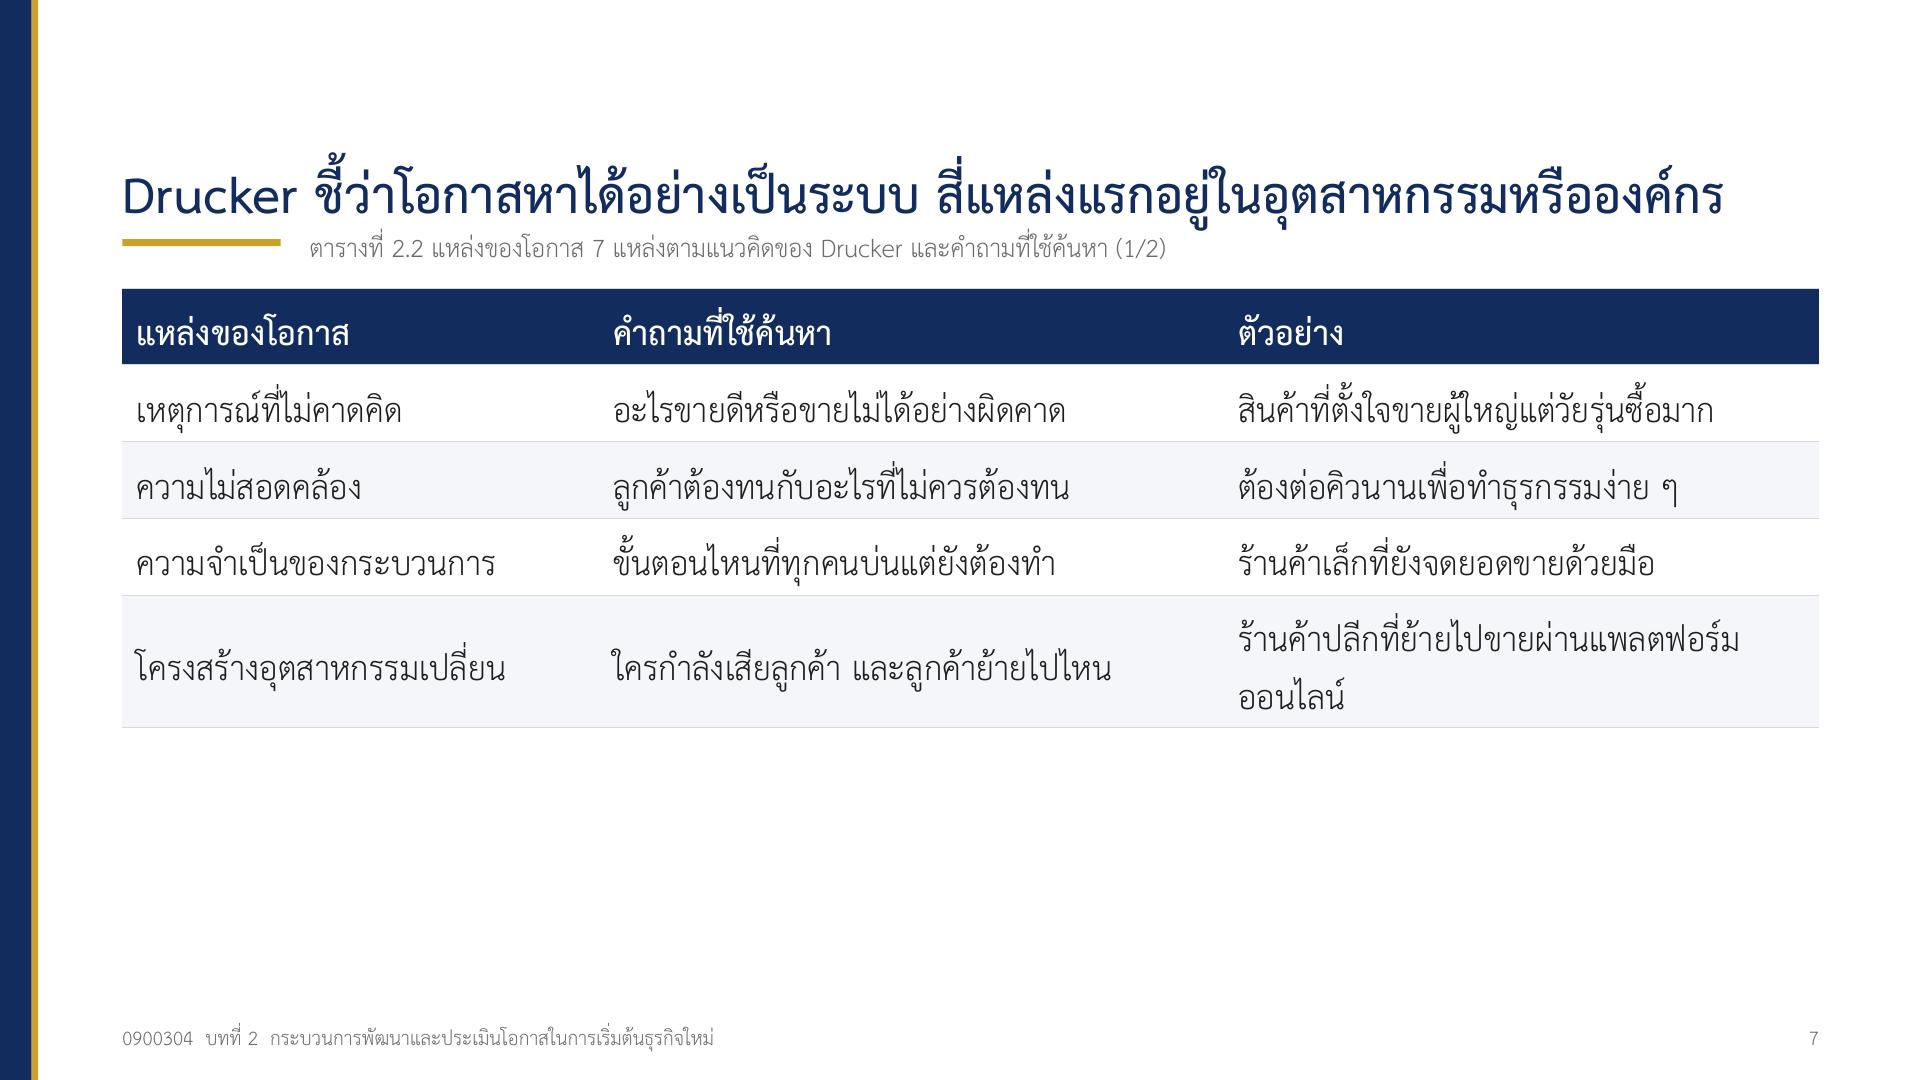 Drucker ชี้ว่าโอกาสหาได้อย่างเป็นระบบ สี่แหล่งแรกอยู่ในอุตสาหกรรมหรือองค์กร
ตารางที่ 2.2 แหล่งของโอกาส 7 แหล่งตามแนวคิดของ Drucker และคำถามที่ใช้ค้นหา (1/2)
แหล่งของโอกาส คำถามที่ใช้ค้นหา ตัวอย่าง
เหตุการณ์ที่ไม่คาดคิด อะไรขายดีหรือขายไม่ได้อย่างผิดคาด สินค้าที่ตั้งใจขายผู้ใหญ่แต่วัยรุ่นซื้อมาก
ความไม่สอดคล้อง ลูกค้าต้องทนกับอะไรที่ไม่ควรต้องทน ต้องต่อคิวนานเพื่อทำธุรกรรมง่าย ๆ
ความจำเป็นของกระบวนการ ขั้นตอนไหนที่ทุกคนบ่นแต่ยังต้องทำ ร้านค้าเล็กที่ยังจดยอดขายด้วยมือ
โครงสร้างอุตสาหกรรมเปลี่ยน ใครกำลังเสียลูกค้า และลูกค้าย้ายไปไหน ร้านค้าปลีกที่ย้ายไปขายผ่านแพลตฟอร์ม
ออนไลน์
0900304 บทที่ 2 กระบวนการพัฒนาและประเมินโอกาสในการเริ่มต้นธุรกิจใหม่ 7